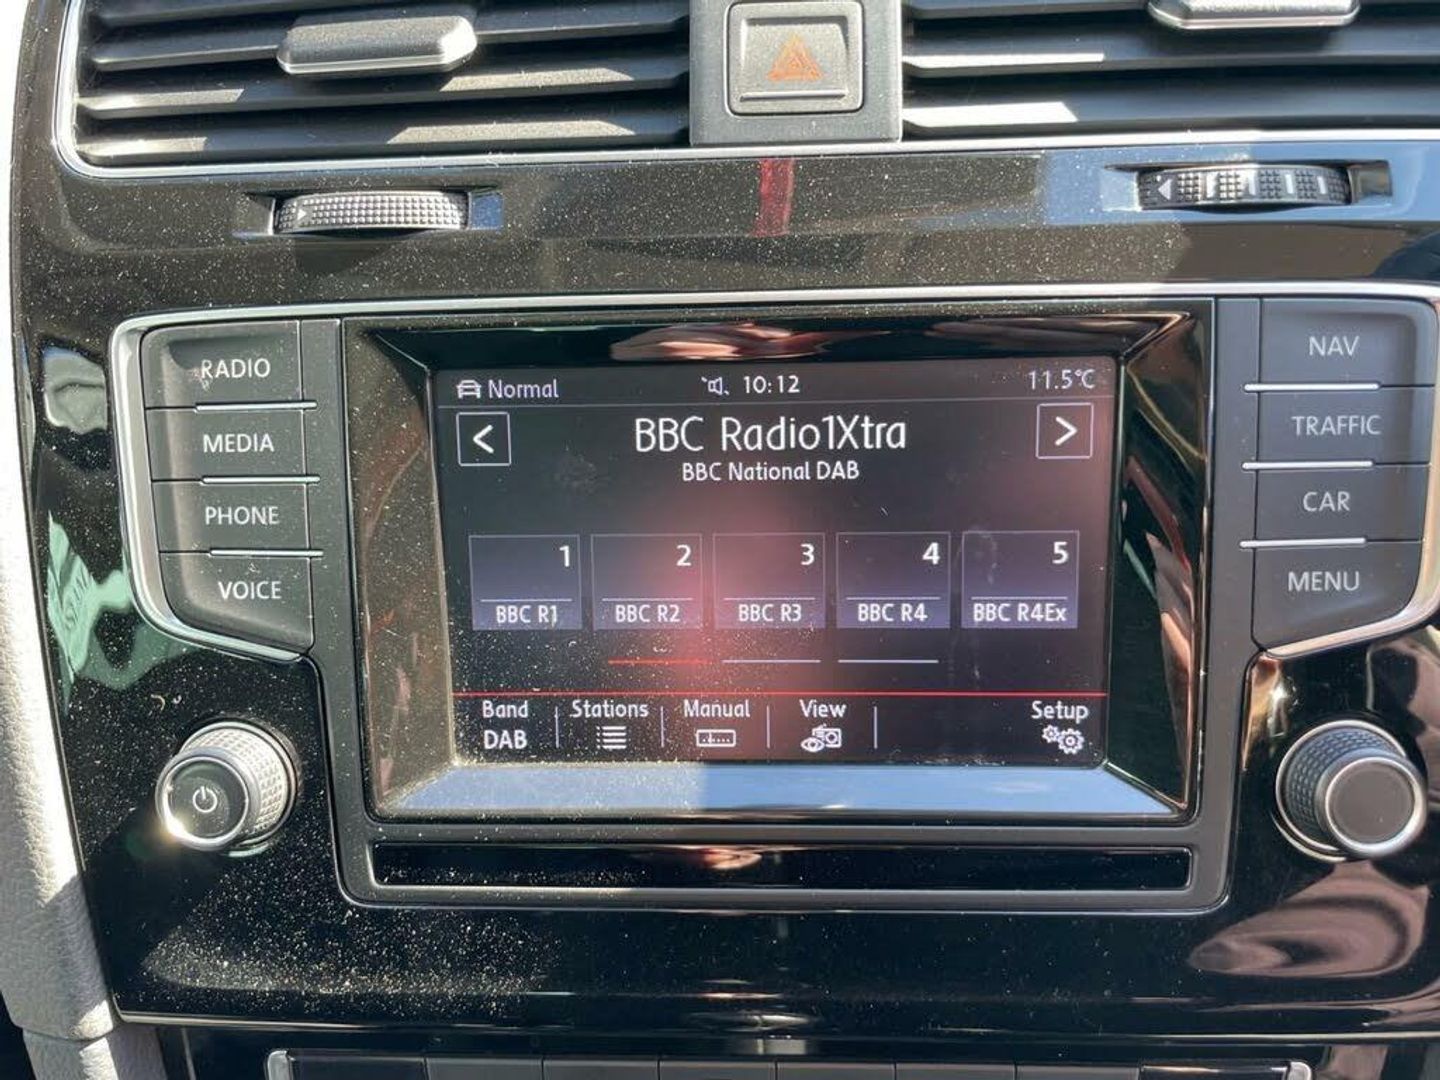 RADIO
MEDIA
PHONE
VOICE
Normal 10:12 11.5°C
< BBC Radio1Xtra >
BBC National DAB
1 2 3 4 5
BBC R1 BBC R2 BBC R3 BBC R4 BBC R4Ex
Band Stations Manual View Setup
DAB
NAV
TRAFFIC
CAR
MENU